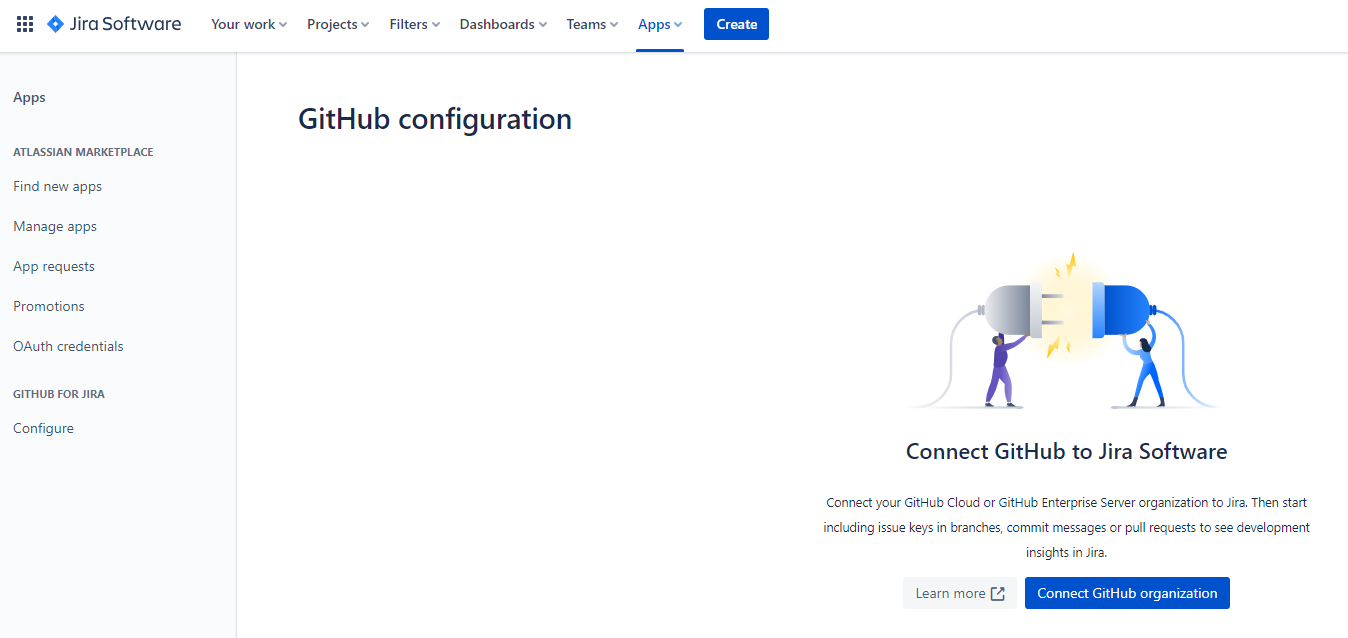 Jira Software Your work Projects Filters Dashboards Teams Apps Create
Apps
ATLASSIAN MARKETPLACE
Find new apps
Manage apps
App requests
Promotions
OAuth credentials
GITHUB FOR JIRA
Configure
GitHub configuration
Connect GitHub to Jira Software
Connect your GitHub Cloud or GitHub Enterprise Server organization to Jira. Then start
including issue keys in branches, commit messages or pull requests to see development
insights in Jira.
Learn more Connect GitHub organization